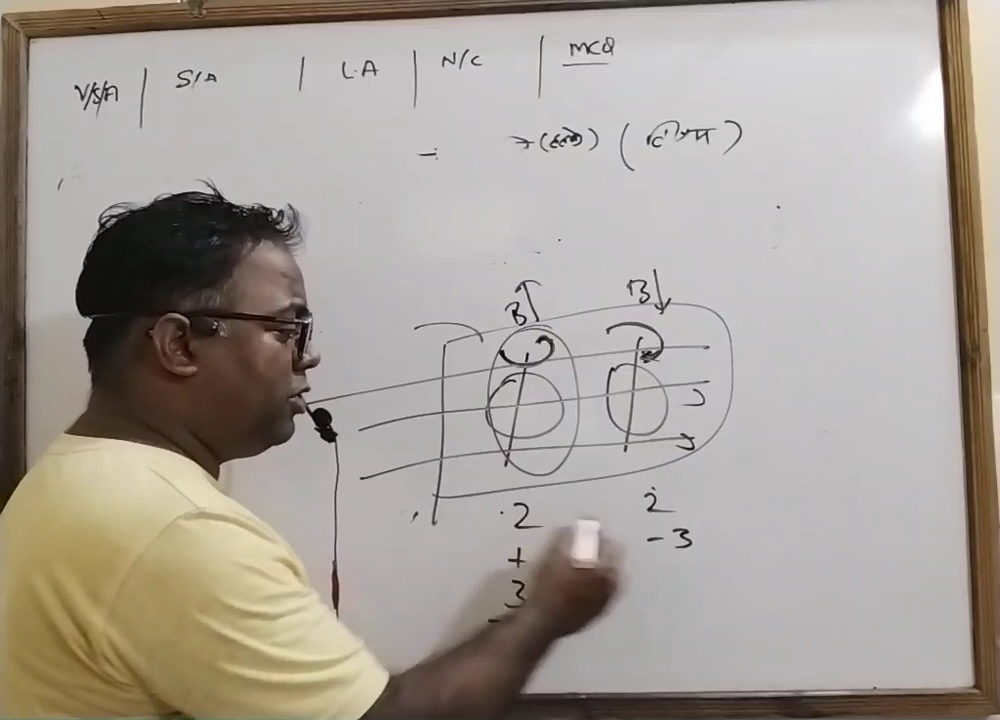 V/S/A | S/A | L.A | N/C | MCQ
B↑ B↓
2 2
+ -3
3